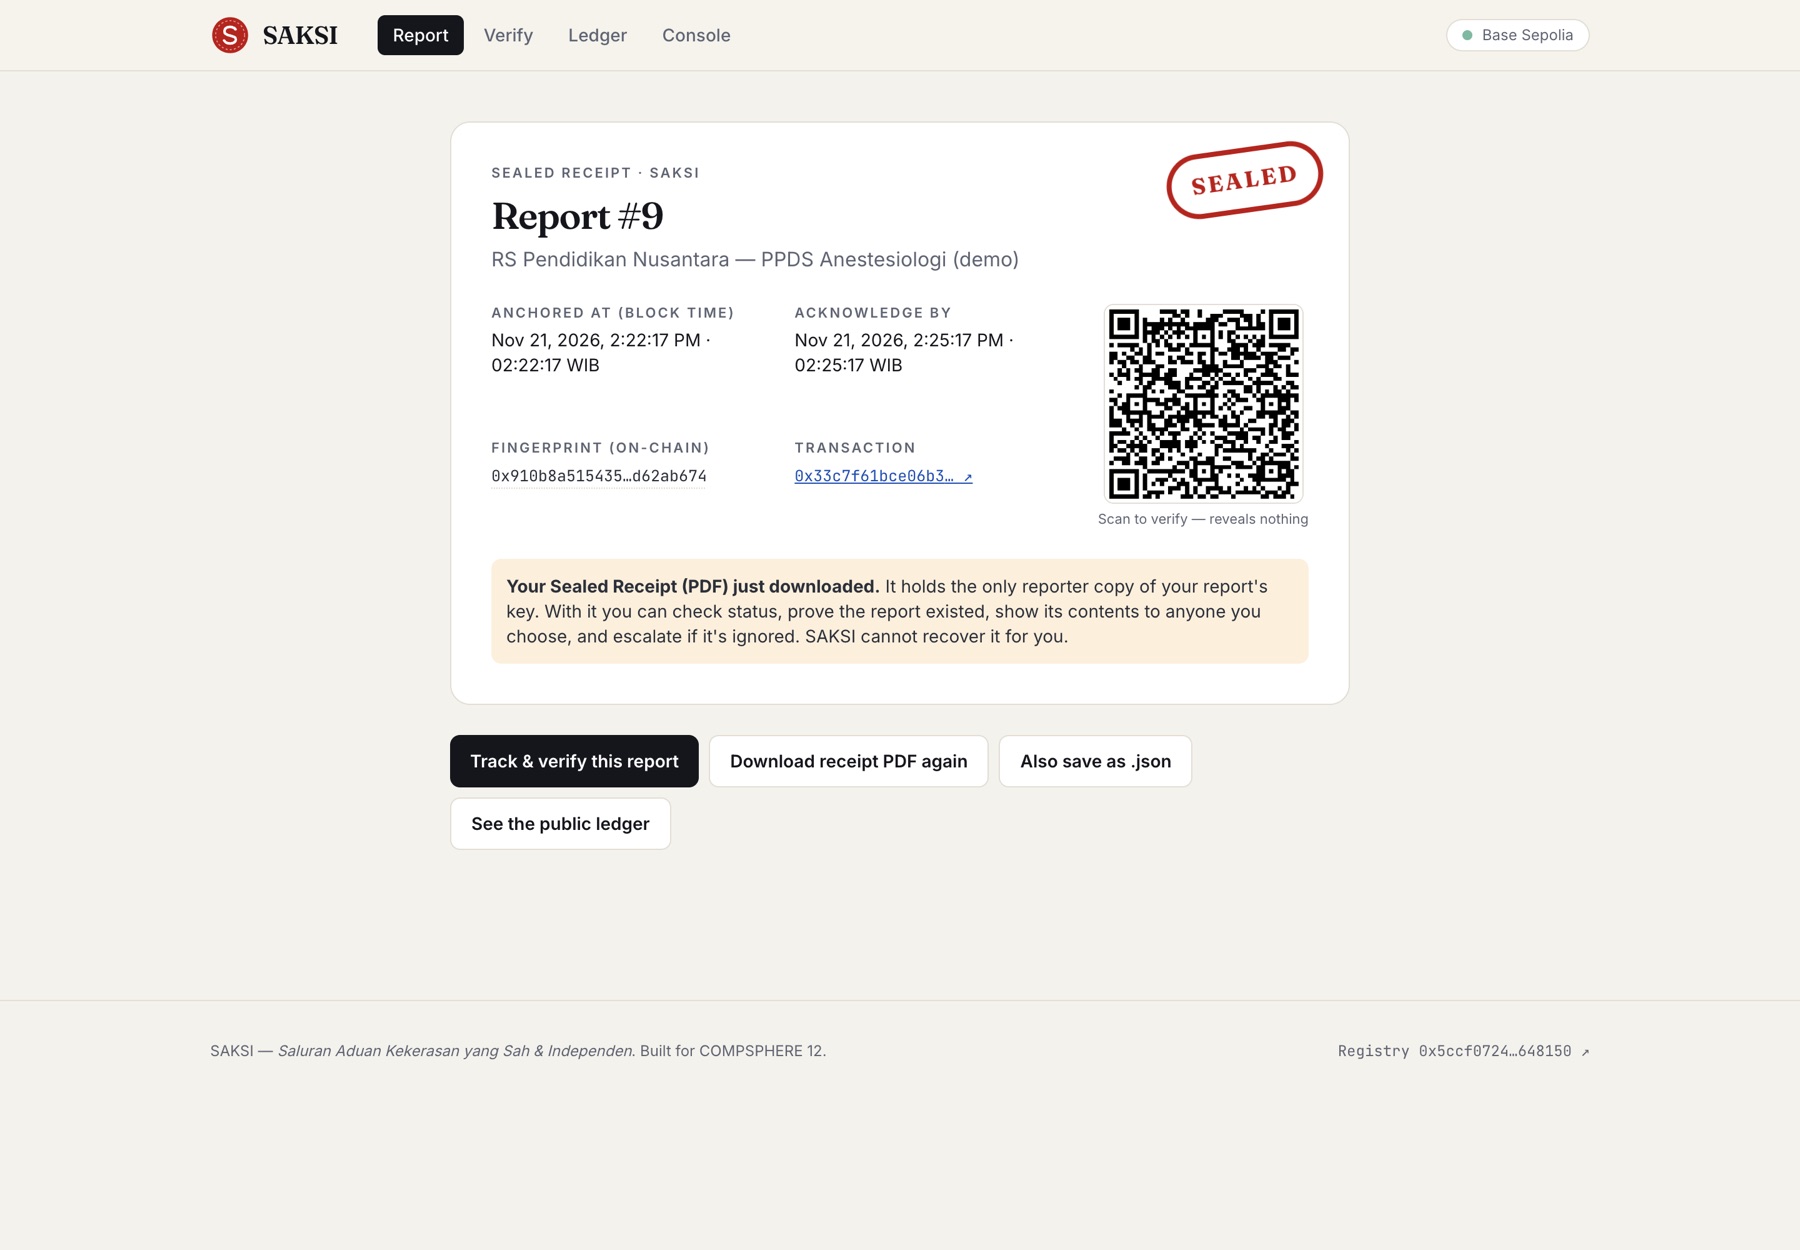 S SAKSI Report Verify Ledger Console Base Sepolia
SEALED RECEIPT · SAKSI
SEALED
Report #9
RS Pendidikan Nusantara — PPDS Anestesiologi (demo)
ANCHORED AT (BLOCK TIME)
Nov 21, 2026, 2:22:17 PM ·
02:22:17 WIB
ACKNOWLEDGE BY
Nov 21, 2026, 2:25:17 PM ·
02:25:17 WIB
FINGERPRINT (ON-CHAIN)
0x910b8a515435…d62ab674
TRANSACTION
0x33c7f61bce06b3… ↗
Scan to verify — reveals nothing
Your Sealed Receipt (PDF) just downloaded. It holds the only reporter copy of your report's
key. With it you can check status, prove the report existed, show its contents to anyone you
choose, and escalate if it's ignored. SAKSI cannot recover it for you.
Track & verify this report
Download receipt PDF again
Also save as .json
See the public ledger
SAKSI — Saluran Aduan Kekerasan yang Sah & Independen. Built for COMPSPHERE 12.
Registry 0x5ccf0724…648150 ↗